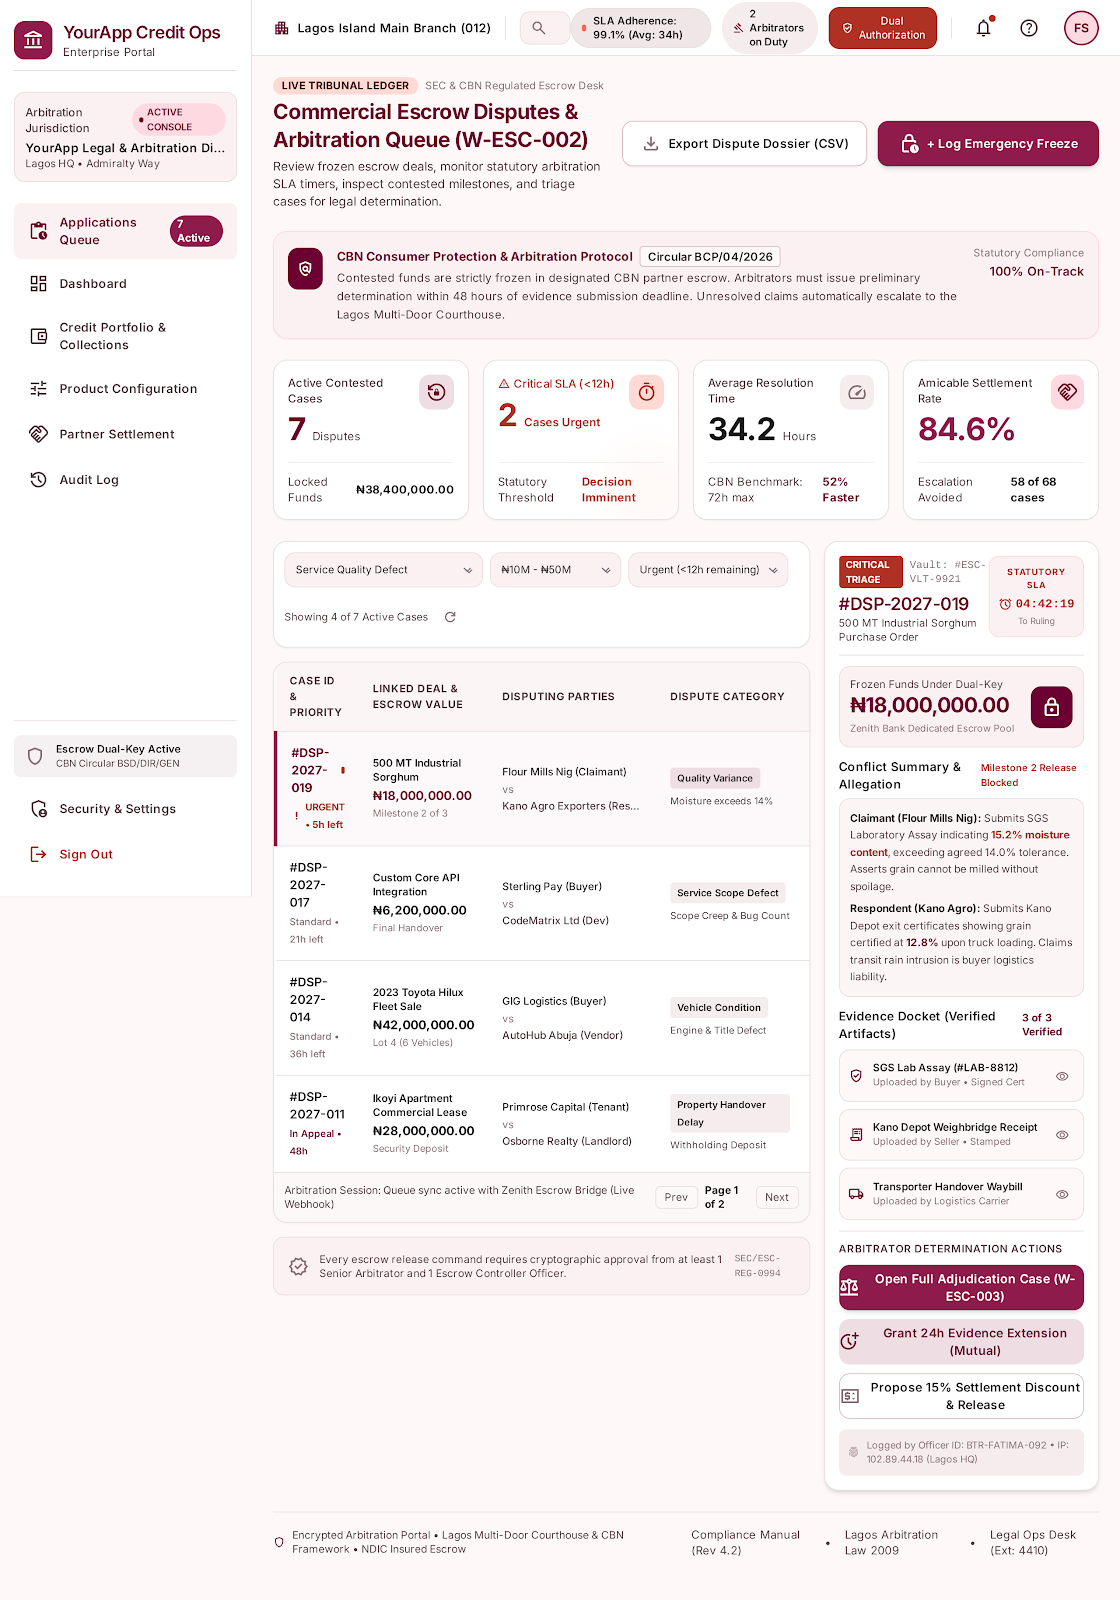 YourApp Credit Ops
Enterprise Portal
Arbitration
Jurisdiction
ACTIVE
CONSOLE
YourApp Legal & Arbitration Di...
Lagos HQ • Admiralty Way
Applications
Queue
7
Active
Dashboard
Credit Portfolio &
Collections
Product Configuration
Partner Settlement
Audit Log
Escrow Dual-Key Active
CBN Circular BSD/DIR/GEN
Security & Settings
Sign Out
Lagos Island Main Branch (012)
SLA Adherence:
99.1% (Avg: 34h)
2
Arbitrators
on Duty
Dual
Authorization
FS
LIVE TRIBUNAL LEDGER
SEC & CBN Regulated Escrow Desk
Commercial Escrow Disputes &
Arbitration Queue (W-ESC-002)
Review frozen escrow deals, monitor statutory arbitration
SLA timers, inspect contested milestones, and triage
cases for legal determination.
Export Dispute Dossier (CSV)
+ Log Emergency Freeze
CBN Consumer Protection & Arbitration Protocol
Circular BCP/04/2026
Contested funds are strictly frozen in designated CBN partner escrow. Arbitrators must issue preliminary
determination within 48 hours of evidence submission deadline. Unresolved claims automatically escalate to the
Lagos Multi-Door Courthouse.
Statutory Compliance
100% On-Track
Active Contested
Cases
7 Disputes
Locked
Funds
₦38,400,000.00
Critical SLA (<12h)
2 Cases Urgent
Statutory
Threshold
Decision
Imminent
Average Resolution
Time
34.2 Hours
CBN Benchmark:
72h max
52%
Faster
Amicable Settlement
Rate
84.6%
Escalation
Avoided
58 of 68
cases
Service Quality Defect
₦10M - ₦50M
Urgent (<12h remaining)
Showing 4 of 7 Active Cases
CASE ID
&
PRIORITY
LINKED DEAL &
ESCROW VALUE
DISPUTING PARTIES
DISPUTE CATEGORY
#DSP-
2027-
019
! URGENT
• 5h left
500 MT Industrial
Sorghum
₦18,000,000.00
Milestone 2 of 3
Flour Mills Nig (Claimant)
vs
Kano Agro Exporters (Res...
Quality Variance
Moisture exceeds 14%
#DSP-
2027-
017
Standard •
21h left
Custom Core API
Integration
₦6,200,000.00
Final Handover
Sterling Pay (Buyer)
vs
CodeMatrix Ltd (Dev)
Service Scope Defect
Scope Creep & Bug Count
#DSP-
2027-
014
Standard •
36h left
2023 Toyota Hilux
Fleet Sale
₦42,000,000.00
Lot 4 (6 Vehicles)
GIG Logistics (Buyer)
vs
AutoHub Abuja (Vendor)
Vehicle Condition
Engine & Title Defect
#DSP-
2027-011
In Appeal •
48h
Ikoyi Apartment
Commercial Lease
₦28,000,000.00
Security Deposit
Primrose Capital (Tenant)
vs
Osborne Realty (Landlord)
Property Handover
Delay
Withholding Deposit
Arbitration Session: Queue sync active with Zenith Escrow Bridge (Live
Webhook)
Prev
Page 1
of 2
Next
Every escrow release command requires cryptographic approval from at least 1
Senior Arbitrator and 1 Escrow Controller Officer.
SEC/ESC-
REG-0994
CRITICAL
TRIAGE
Vault: #ESC-
VLT-9921
#DSP-2027-019
500 MT Industrial Sorghum
Purchase Order
STATUTORY
SLA
04:42:19
To Ruling
Frozen Funds Under Dual-Key
₦18,000,000.00
Zenith Bank Dedicated Escrow Pool
Conflict Summary &
Allegation
Milestone 2 Release
Blocked
Claimant (Flour Mills Nig): Submits SGS
Laboratory Assay indicating 15.2% moisture
content, exceeding agreed 14.0% tolerance.
Asserts grain cannot be milled without
spoilage.
Respondent (Kano Agro): Submits Kano
Depot exit certificates showing grain
certified at 12.8% upon truck loading. Claims
transit rain intrusion is buyer logistics
liability.
Evidence Docket (Verified
Artifacts)
3 of 3
Verified
SGS Lab Assay (#LAB-8812)
Uploaded by Buyer • Signed Cert
Kano Depot Weighbridge Receipt
Uploaded by Seller • Stamped
Transporter Handover Waybill
Uploaded by Logistics Carrier
ARBITRATOR DETERMINATION ACTIONS
Open Full Adjudication Case (W-
ESC-003)
Grant 24h Evidence Extension
(Mutual)
Propose 15% Settlement Discount
& Release
Logged by Officer ID: BTR-FATIMA-092 • IP:
102.89.44.18 (Lagos HQ)
Encrypted Arbitration Portal • Lagos Multi-Door Courthouse & CBN
Framework • NDIC Insured Escrow
Compliance Manual
(Rev 4.2)
•
Lagos Arbitration
Law 2009
•
Legal Ops Desk
(Ext: 4410)